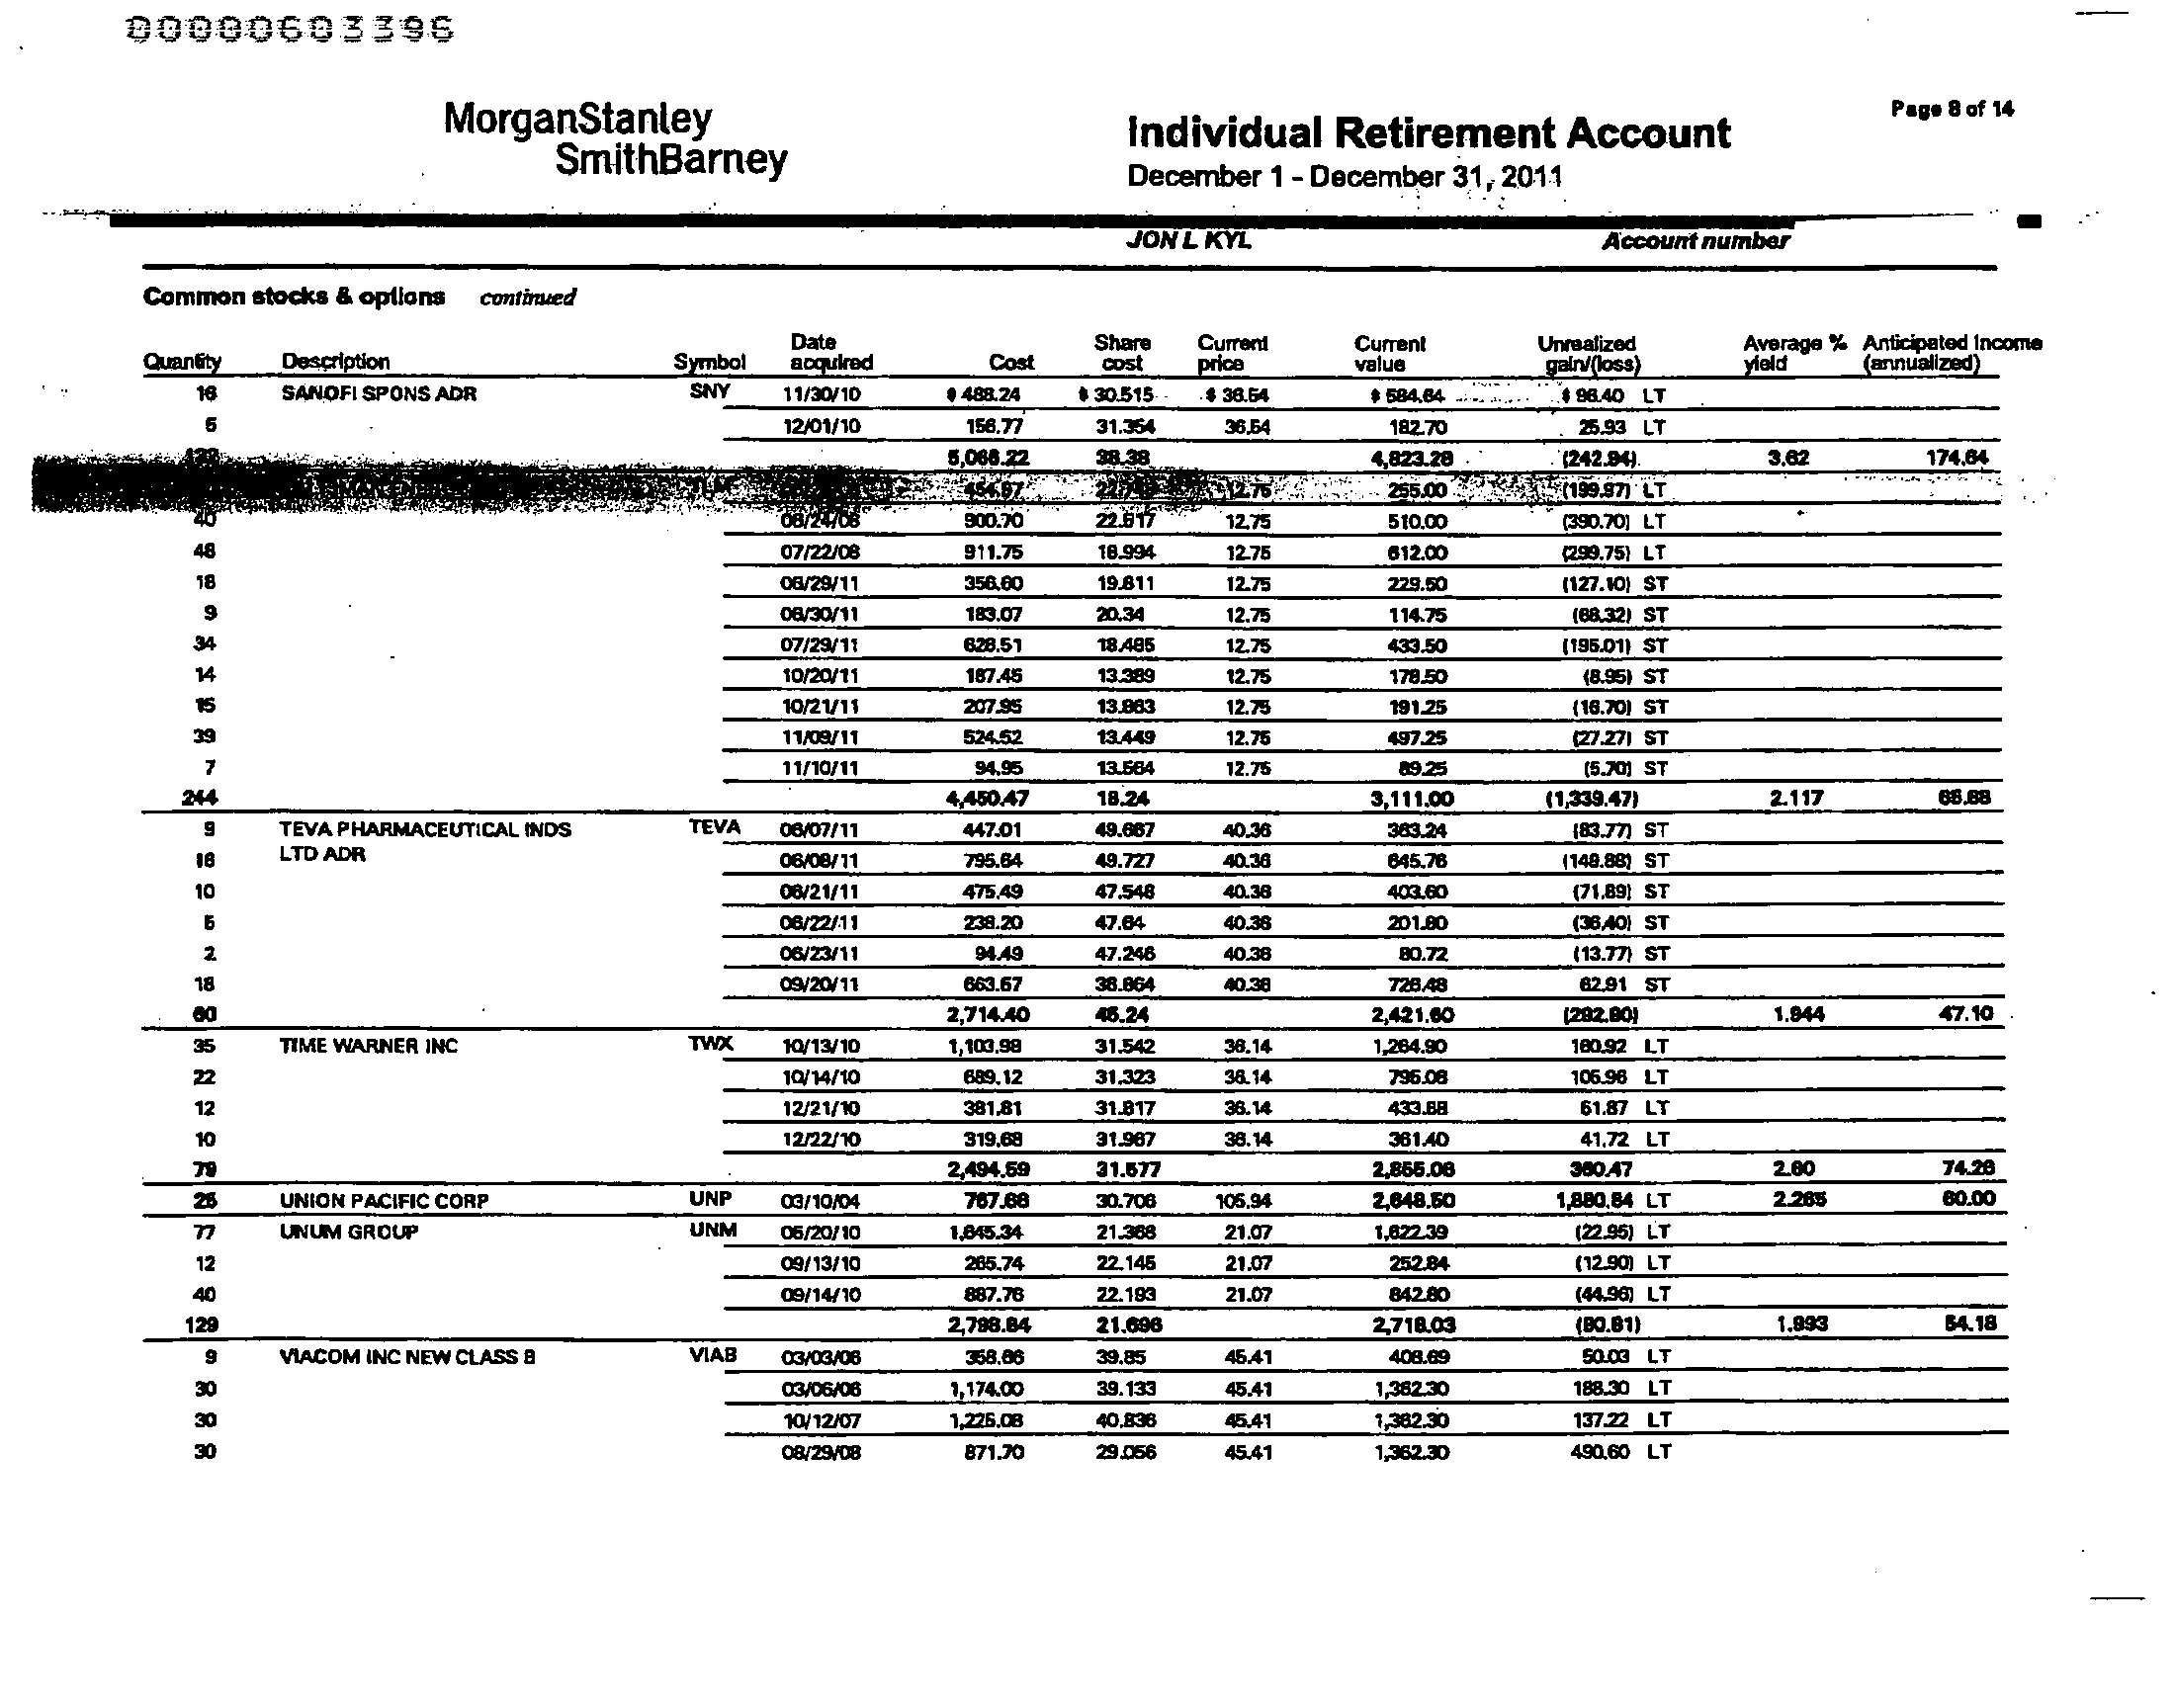 00000603396
MorganStanley
SmithBarney
Individual Retirement Account
December 1 - December 31, 2011
Page 8 of 14
JON L KYL Account number
Common stocks & options continued
Quantity Description Symbol Date acquired Cost Share cost Current price Current value Unrealized gain/(loss) Average % yield Anticipated Income (annualized)
16 SANOFI SPONS ADR SNY 11/30/10 $ 488.24 $ 30.515 $ 36.54 $ 584.64 $ 96.40 LT
5 12/01/10 156.77 31.354 36.54 182.70 25.93 LT
5,066.22 38.38 4,823.28 (242.94) 3.62 174.64
12.75 255.00 (199.97) LT
40 06/24/08 900.70 22.517 12.75 510.00 (390.70) LT
48 07/22/08 911.75 18.994 12.75 612.00 (299.75) LT
18 06/29/11 356.60 19.811 12.75 229.50 (127.10) ST
9 06/30/11 183.07 20.34 12.75 114.75 (68.32) ST
34 07/29/11 628.51 18.485 12.75 433.50 (195.01) ST
14 10/20/11 187.45 13.389 12.75 178.50 (8.95) ST
15 10/21/11 207.95 13.863 12.75 191.25 (16.70) ST
39 11/09/11 524.52 13.449 12.75 497.25 (27.27) ST
7 11/10/11 94.95 13.564 12.75 89.25 (5.70) ST
244 4,450.47 18.24 3,111.00 (1,339.47) 2.117
9 TEVA PHARMACEUTICAL INDS TEVA 06/07/11 447.01 49.667 40.36 363.24 (83.77) ST
LTD ADR
16 06/08/11 795.64 49.727 40.36 645.76 (149.88) ST
10 06/21/11 475.49 47.548 40.36 403.60 (71.89) ST
5 06/22/11 238.20 47.64 40.36 201.80 (36.40) ST
2 06/23/11 94.49 47.246 40.36 80.72 (13.77) ST
18 09/20/11 663.57 36.864 40.36 726.48 62.91 ST
60 2,714.40 45.24 2,421.60 (292.80) 1.944 47.10
35 TIME WARNER INC TWX 10/13/10 1,103.98 31.542 36.14 1,264.90 160.92 LT
22 10/14/10 689.12 31.323 36.14 795.08 105.96 LT
12 12/21/10 381.81 31.817 36.14 433.68 51.87 LT
10 12/22/10 319.68 31.967 36.14 361.40 41.72 LT
79 2,494.59 31.577 2,855.06 360.47 2.60 74.26
25 UNION PACIFIC CORP UNP 03/10/04 767.66 30.706 105.94 2,648.50 1,880.84 LT 2.265 60.00
77 UNUM GROUP UNM 05/20/10 1,645.34 21.368 21.07 1,622.39 (22.95) LT
12 09/13/10 265.74 22.145 21.07 252.84 (12.90) LT
40 09/14/10 887.76 22.193 21.07 842.80 (44.96) LT
129 2,798.84 21.696 2,718.03 (80.81) 1.993 54.18
9 VIACOM INC NEW CLASS B VIAB 03/03/06 358.66 39.85 45.41 408.69 50.03 LT
30 03/06/06 1,174.00 39.133 45.41 1,362.30 188.30 LT
30 10/12/07 1,225.08 40.836 45.41 1,362.30 137.22 LT
30 08/29/08 871.70 29.056 45.41 1,362.30 490.60 LT